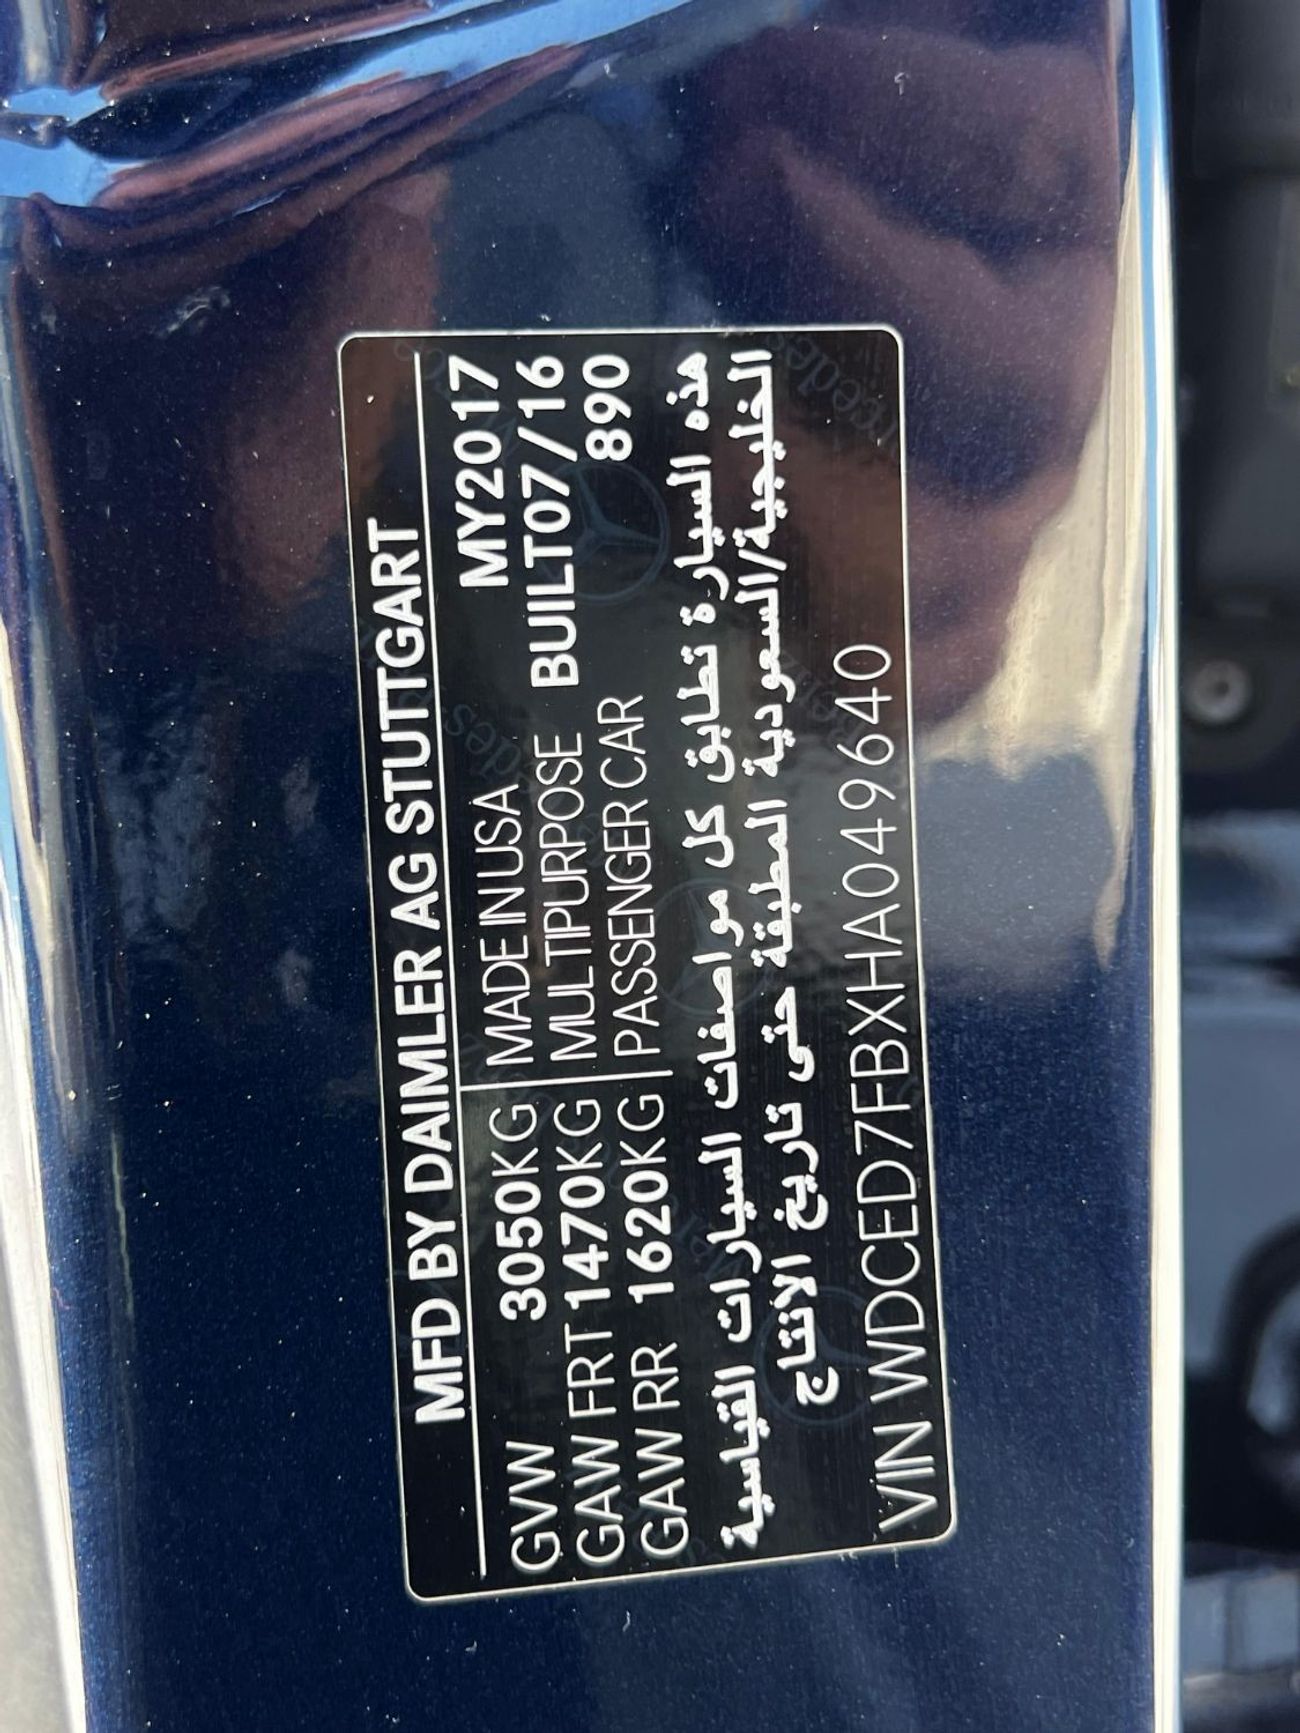 MFD BY DAIMLER AG STUTTGART
GVW 3050KG MADE IN USA MY2017
GAW FRT 1470KG MULTIPURPOSE BUILT07/16
GAW RR 1620KG PASSENGER CAR 890
هذه السيارة تطابق كل مواصفات السيارات القياسية
الخليجية/السعودية المطبقة حتى تاريخ الانتاج
VIN WDCED7FBXHA049640